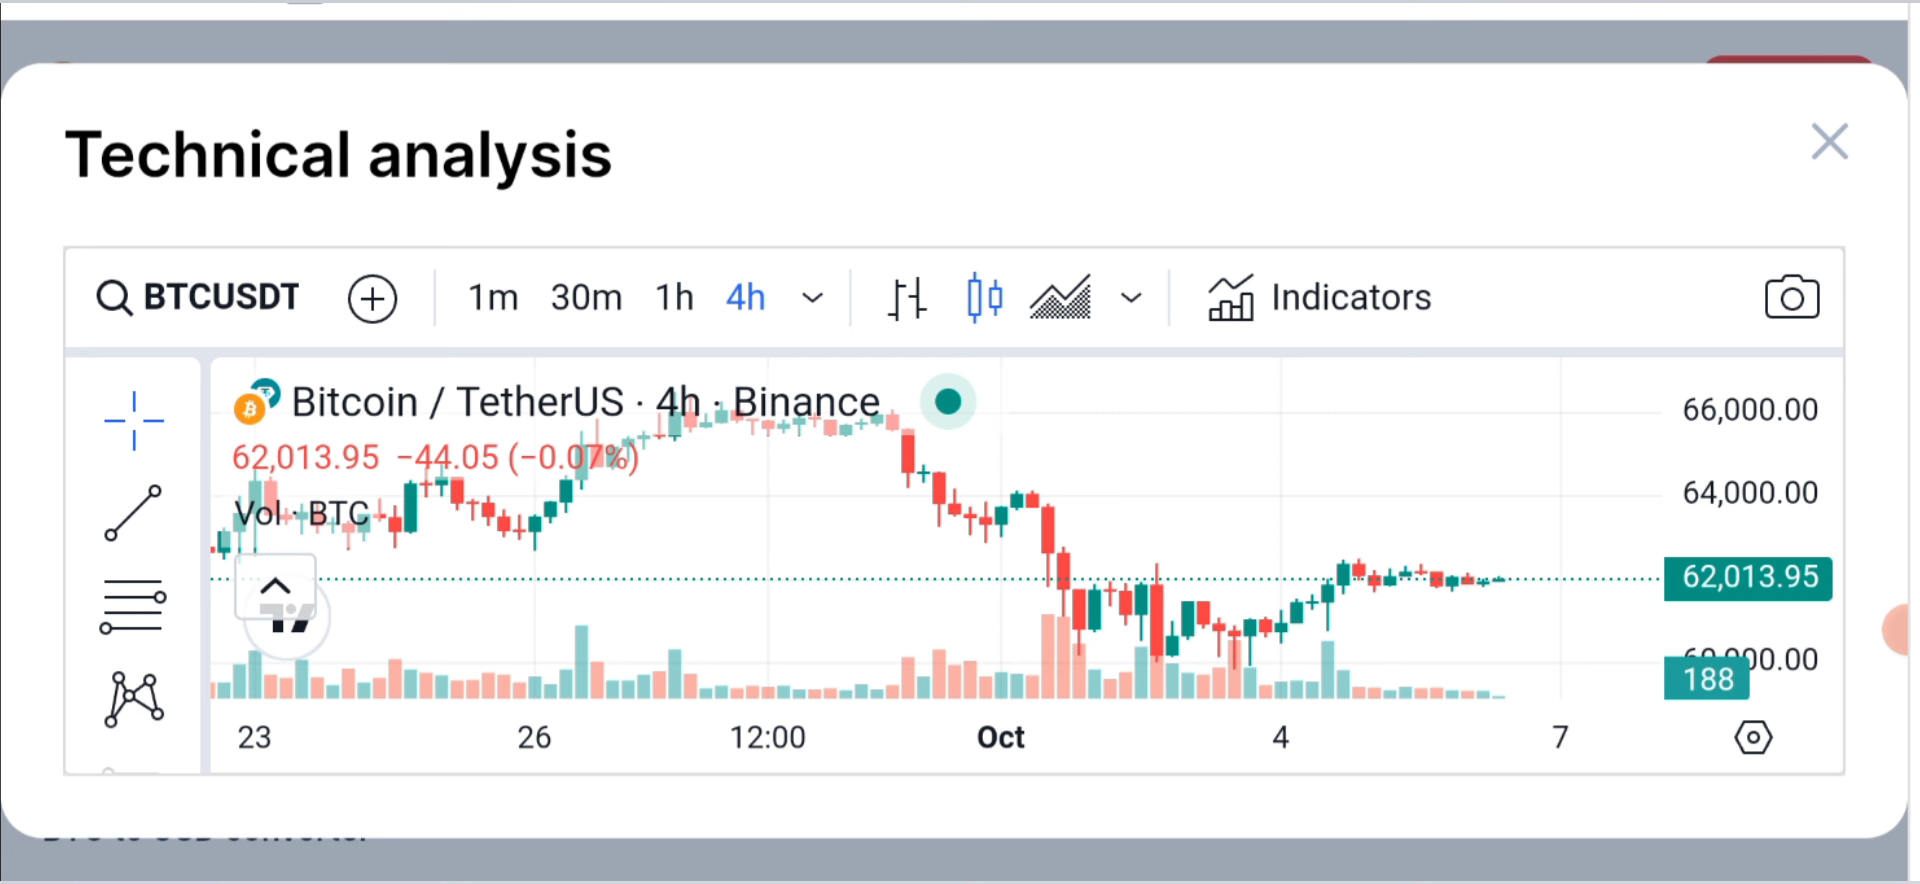 Technical analysis
BTCUSDT 1m 30m 1h 4h Indicators
Bitcoin / TetherUS · 4h · Binance
62,013.95 −44.05 (−0.07%)
Vol · BTC
66,000.00
64,000.00
62,013.95
188
23 26 12:00 Oct 4 7